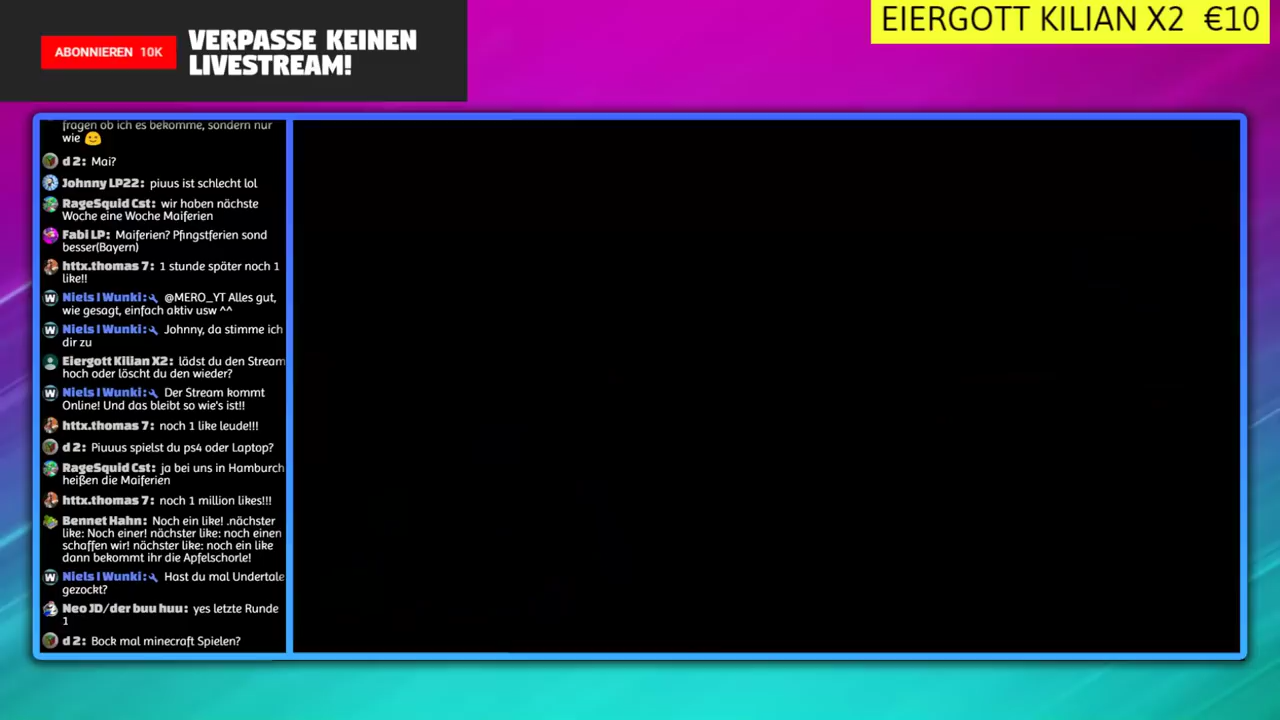 ABONNIEREN 10K
VERPASSE KEINEN
LIVESTREAM!
EIERGOTT KILIAN X2 €10
fragen ob ich es bekomme, sondern nur
wie
d 2: Mai?
Johnny LP22: piuus ist schlecht lol
RageSquid Cst: wir haben nächste
Woche eine Woche Maiferien
Fabi LP: Maiferien? Pfingstferien sond
besser(Bayern)
httx.thomas 7: 1 stunde später noch 1
like!!
Niels | Wunki: @MERO_YT Alles gut,
wie gesagt, einfach aktiv usw ^^
Niels | Wunki: Johnny, da stimme ich
dir zu
Eiergott Kilian X2: lädst du den Stream
hoch oder löscht du den wieder?
Niels | Wunki: Der Stream kommt
Online! Und das bleibt so wie's ist!!
httx.thomas 7: noch 1 like leude!!!
d 2: Piuuus spielst du ps4 oder Laptop?
RageSquid Cst: ja bei uns in Hamburch
heißen die Maiferien
httx.thomas 7: noch 1 million likes!!!
Bennet Hahn: Noch ein like! .nächster
like: Noch einer! nächster like: noch einen
schaffen wir! nächster like: noch ein like
dann bekommt ihr die Apfelschorle!
Niels | Wunki: Hast du mal Undertale
gezockt?
Neo JD/der buu huu: yes letzte Runde
1
d 2: Bock mal minecraft Spielen?